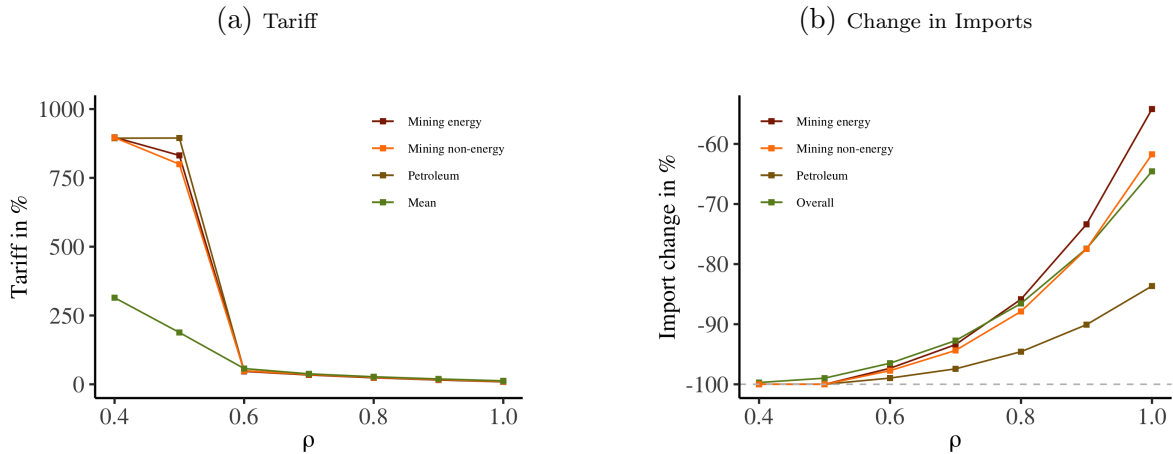 (a) Tariff
1000
750
500
250
0
Tariff in %
0.4 0.6 0.8 1.0
ρ
Mining energy
Mining non-energy
Petroleum
Mean
(b) Change in Imports
-60
-70
-80
-90
-100
Import change in %
0.4 0.6 0.8 1.0
ρ
Mining energy
Mining non-energy
Petroleum
Overall